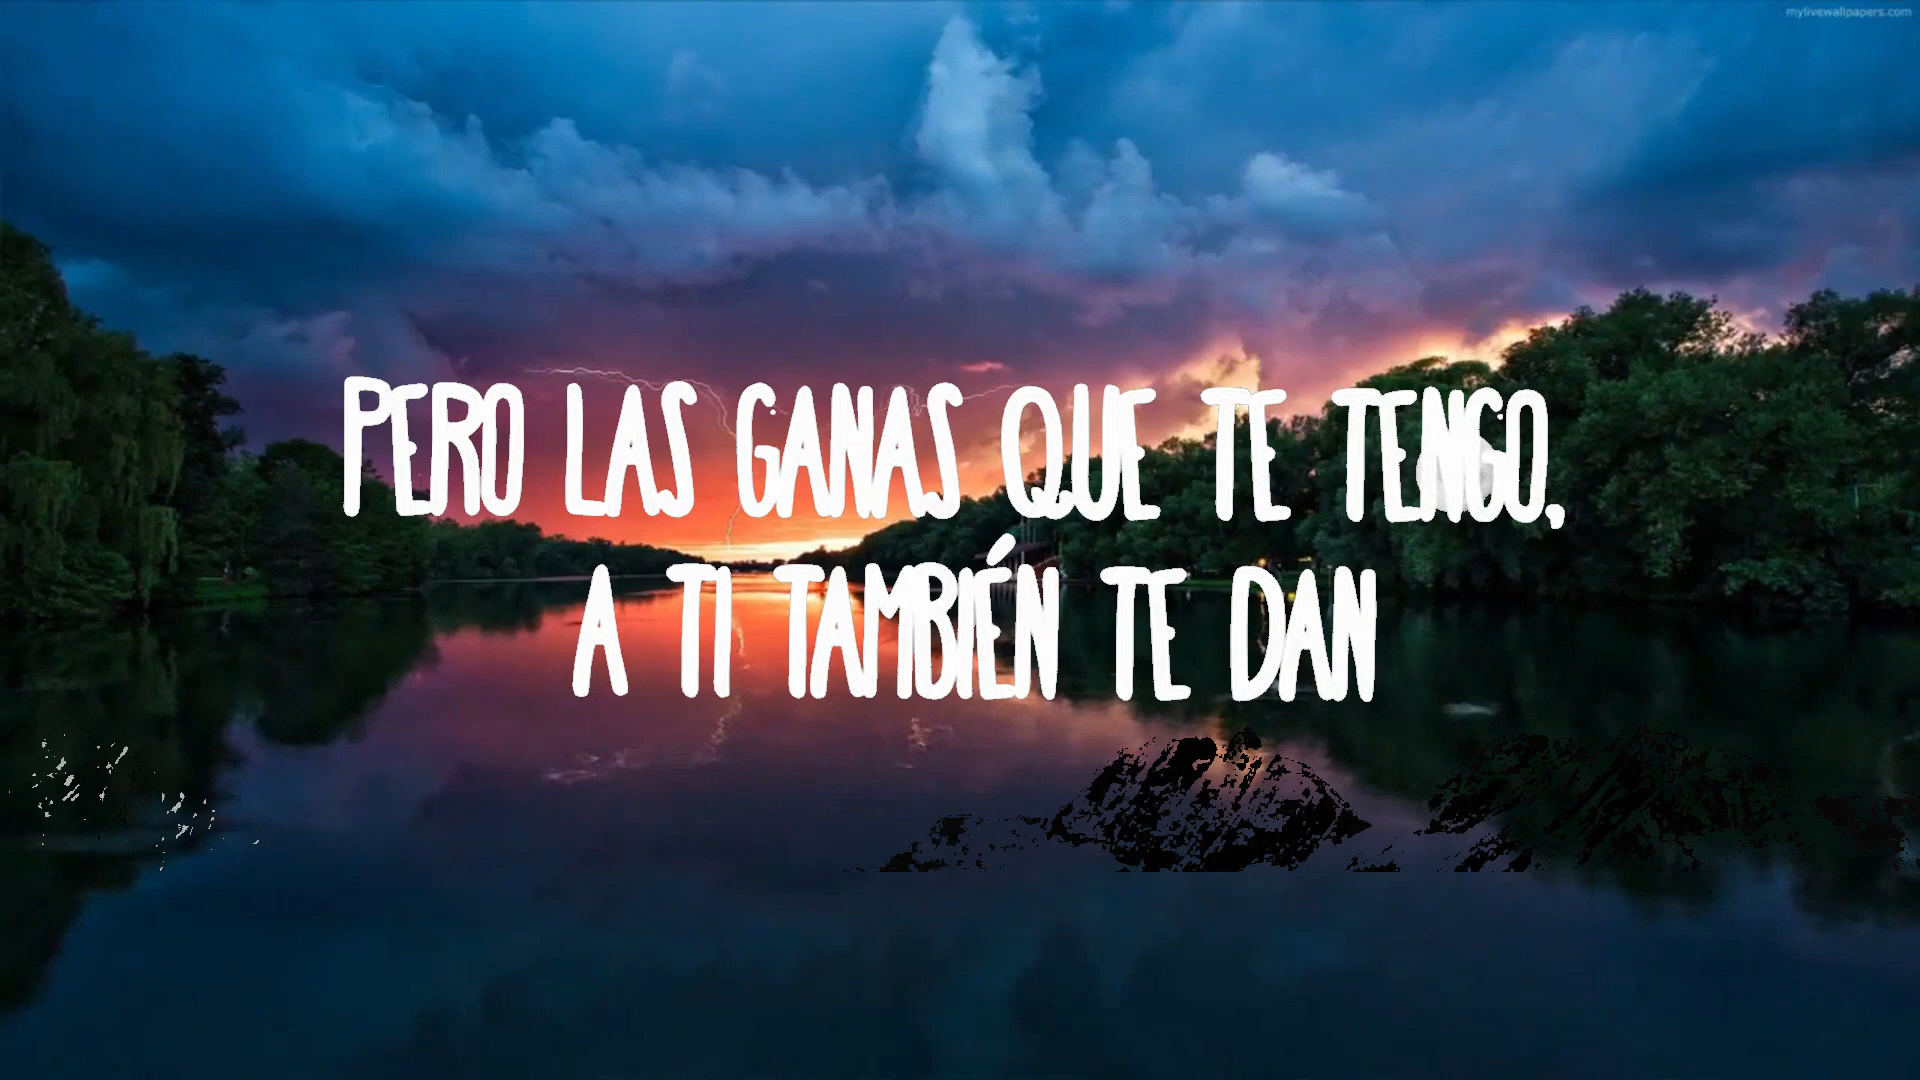 mylivewallpapers.com
PERO LAS GANAS QUE TE TENGO,
A TI TAMBIÉN TE DAN